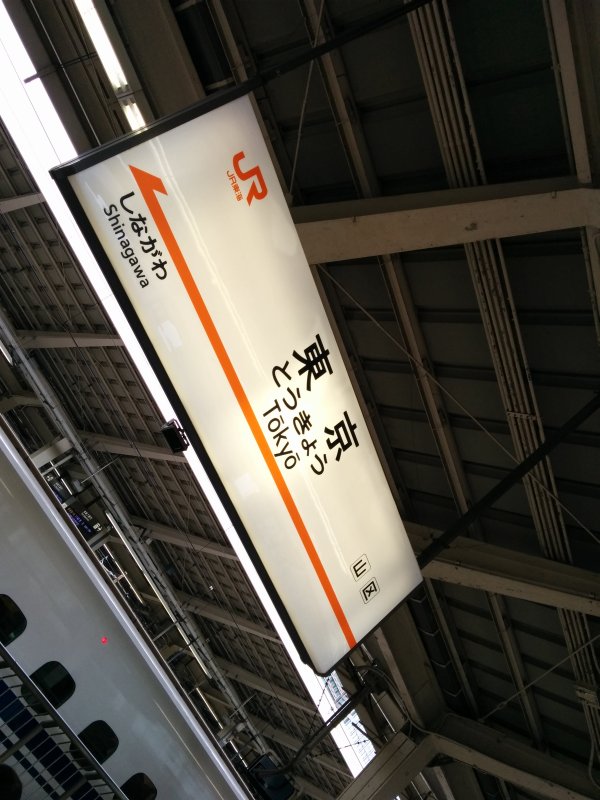 JR
JR東海
東 京
とうきょう
Tōkyō
しながわ
Shinagawa
山 区